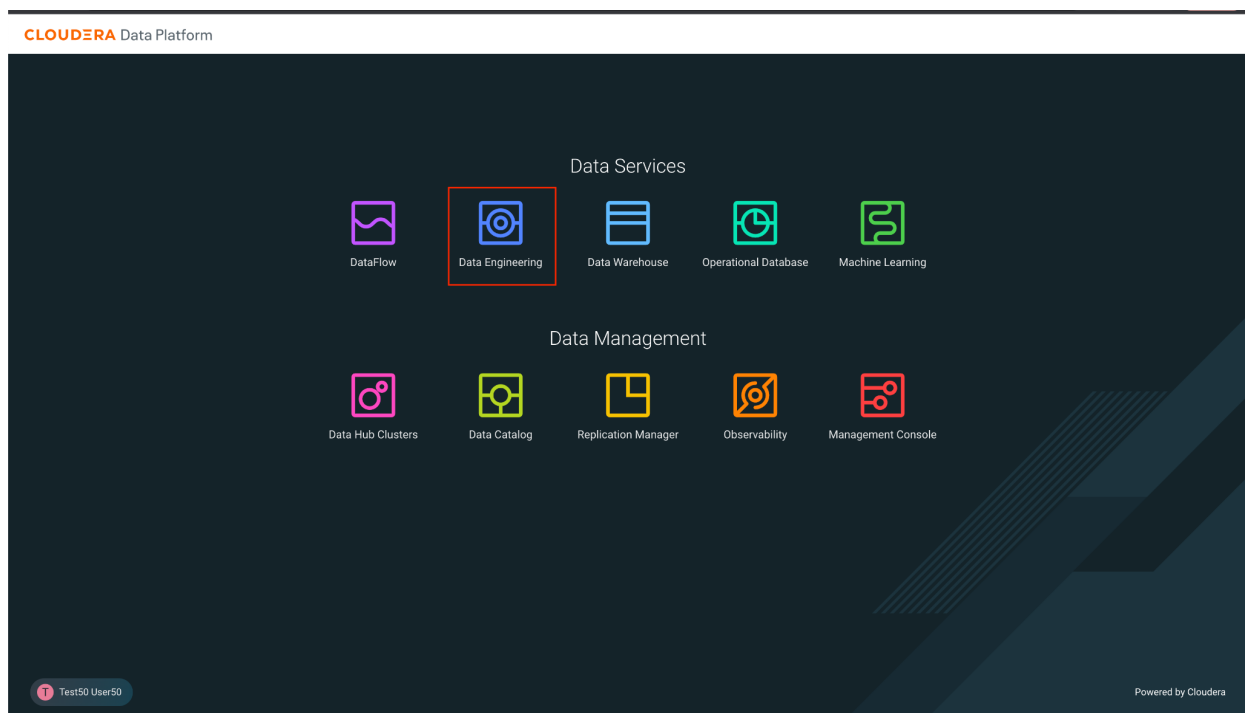 CLOUDERA Data Platform
Data Services
DataFlow
Data Engineering
Data Warehouse
Operational Database
Machine Learning
Data Management
Data Hub Clusters
Data Catalog
Replication Manager
Observability
Management Console
T Test50 User50
Powered by Cloudera